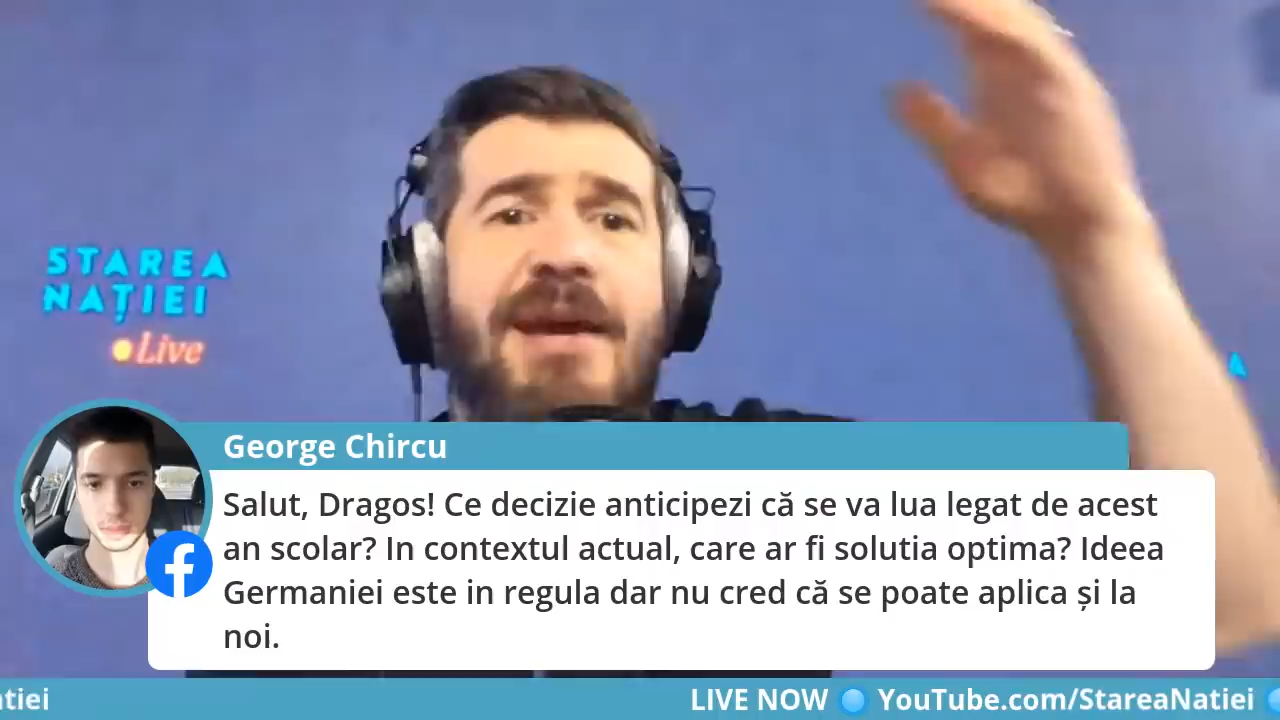 STAREA
NAȚIEI
Live
George Chircu
Salut, Dragos! Ce decizie anticipezi că se va lua legat de acest
an scolar? In contextul actual, care ar fi solutia optima? Ideea
Germaniei este in regula dar nu cred că se poate aplica și la
noi.
tiei LIVE NOW YouTube.com/StareaNatiei